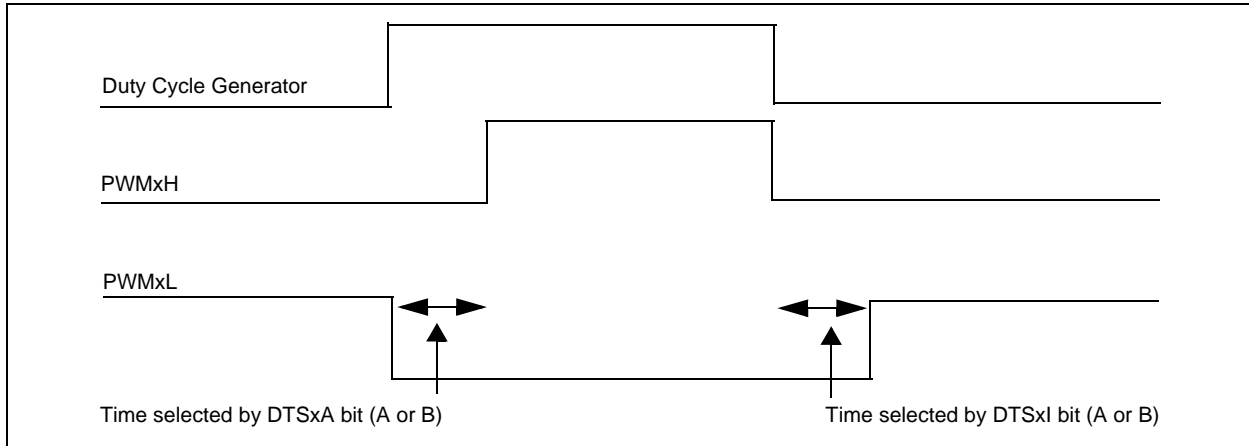 Duty Cycle Generator
PWMxH
PWMxL
Time selected by DTSxA bit (A or B)
Time selected by DTSxI bit (A or B)